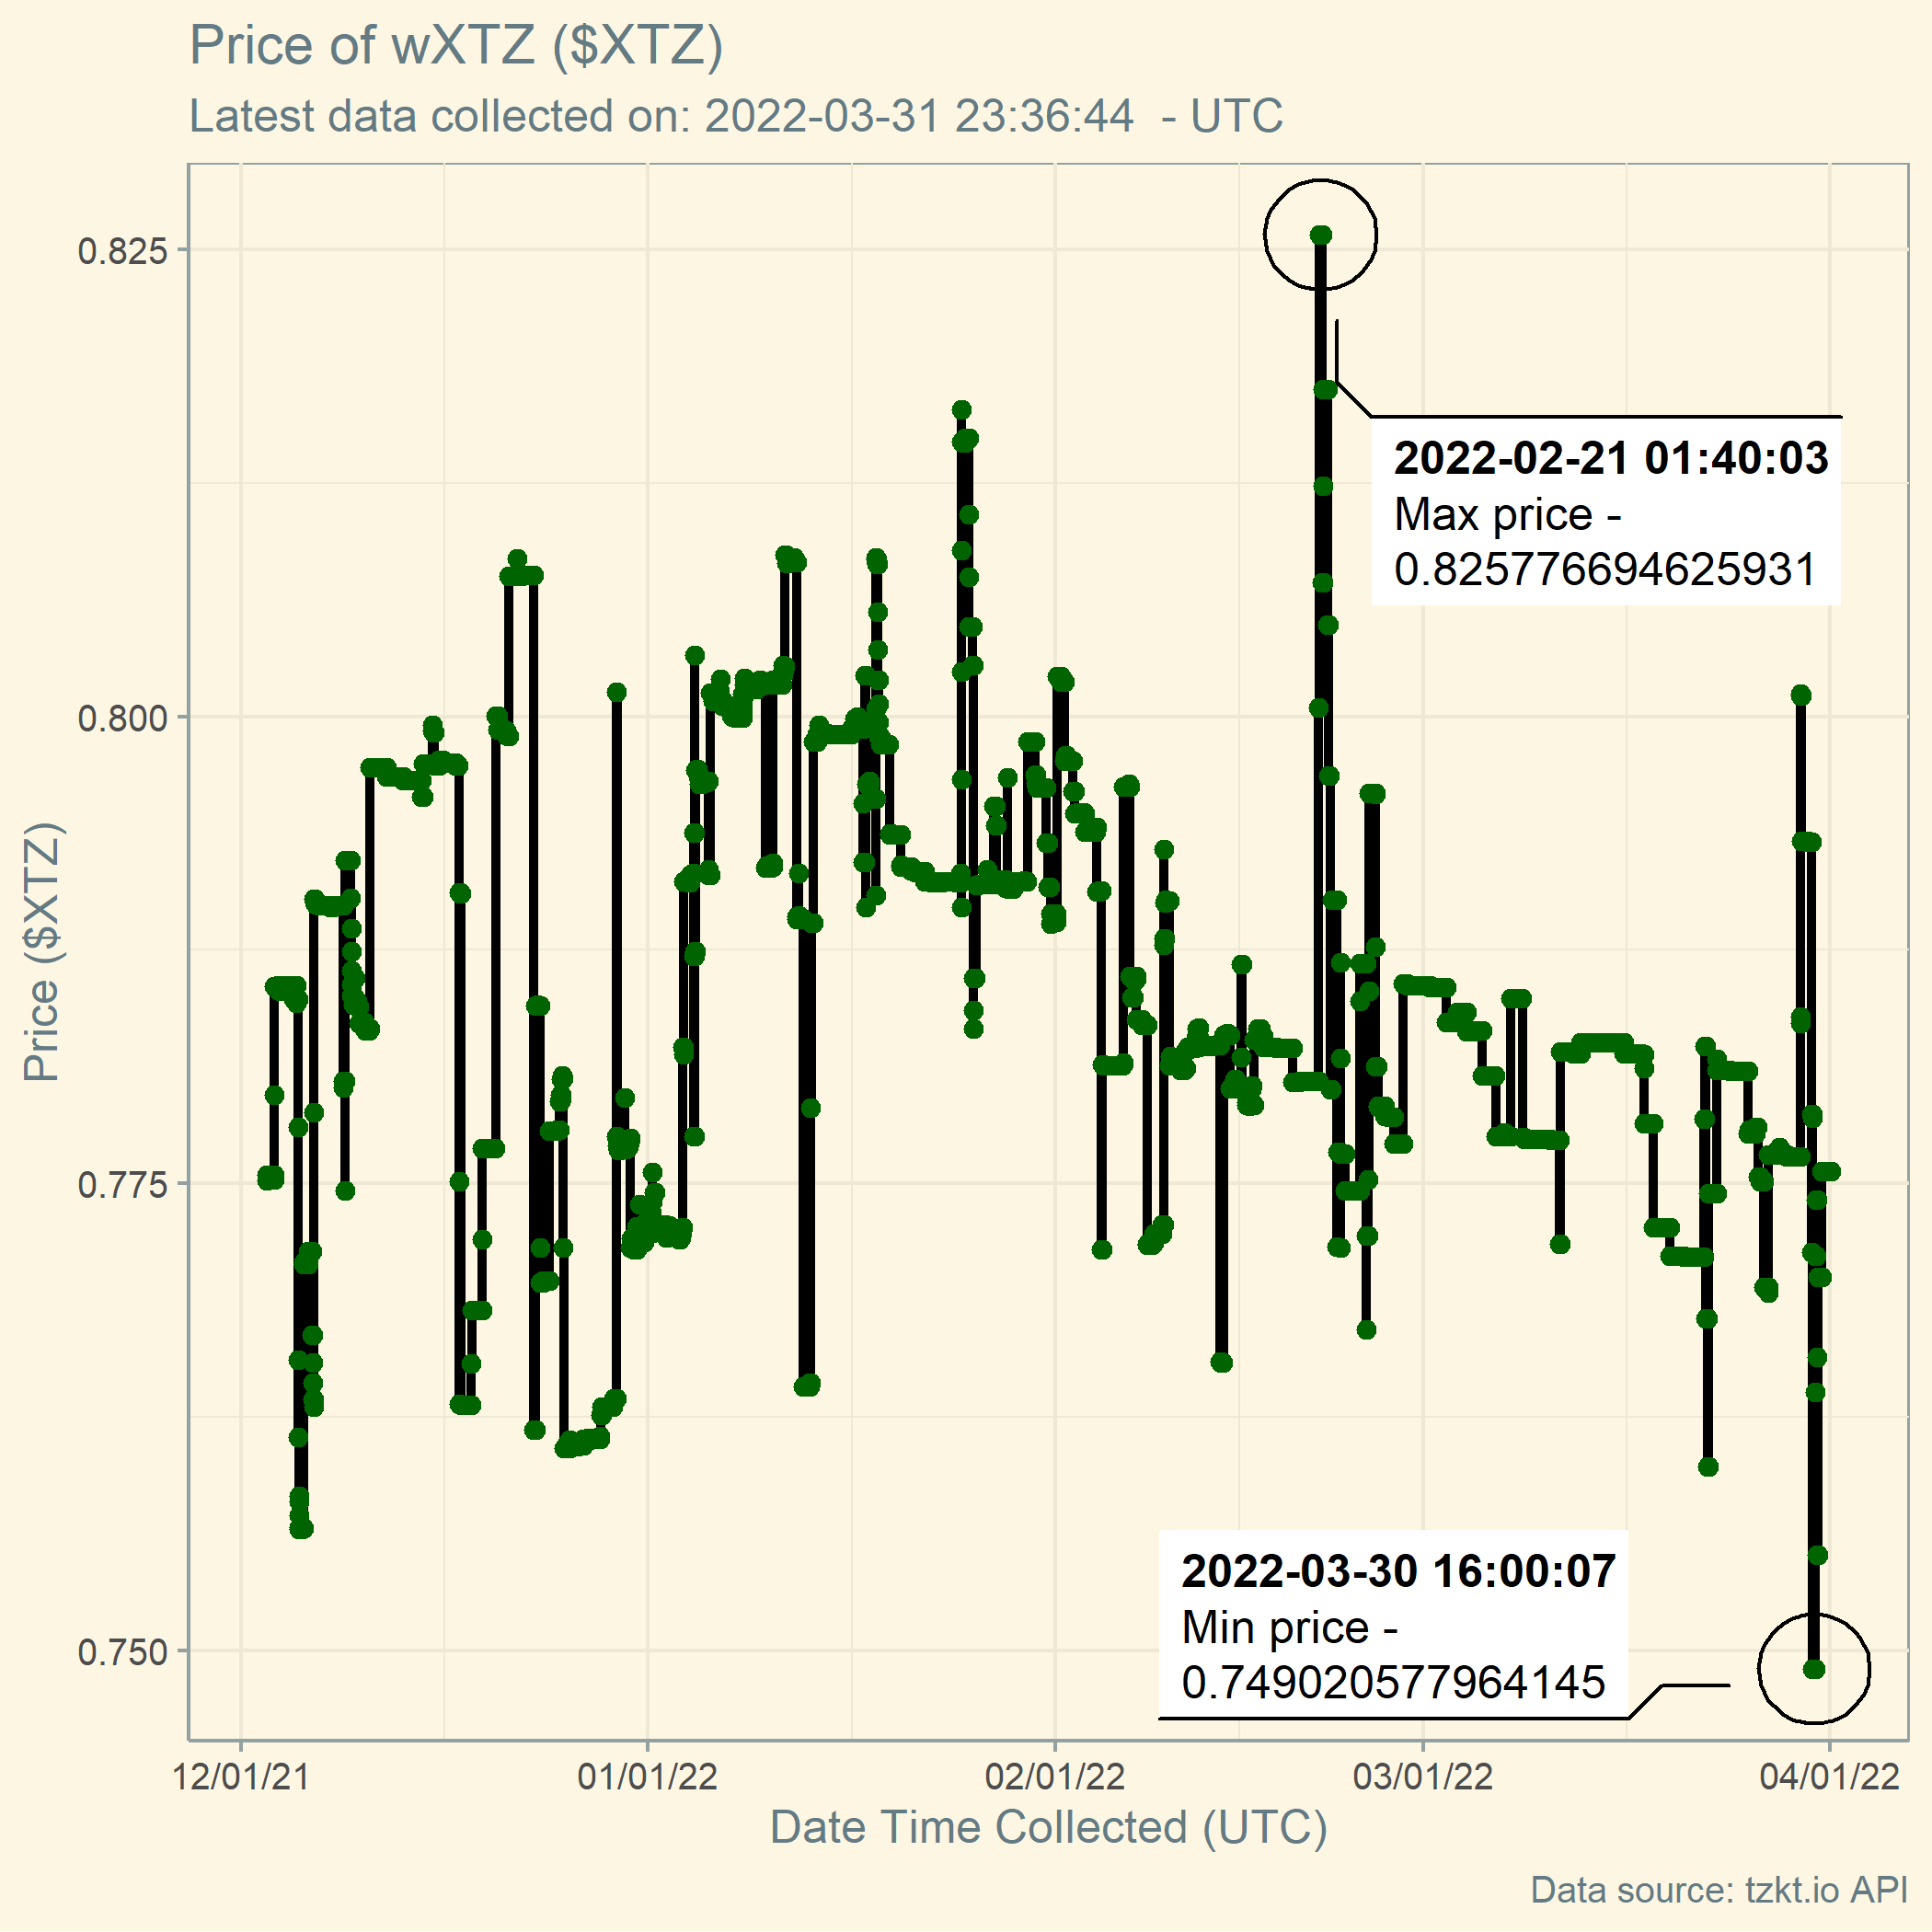 Price of wXTZ ($XTZ)
Latest data collected on: 2022-03-31 23:36:44  - UTC
Price ($XTZ)
0.825
0.800
0.775
0.750
2022-02-21 01:40:03
Max price -
0.825776694625931
2022-03-30 16:00:07
Min price -
0.749020577964145
12/01/21
01/01/22
02/01/22
03/01/22
04/01/22
Date Time Collected (UTC)
Data source: tzkt.io API